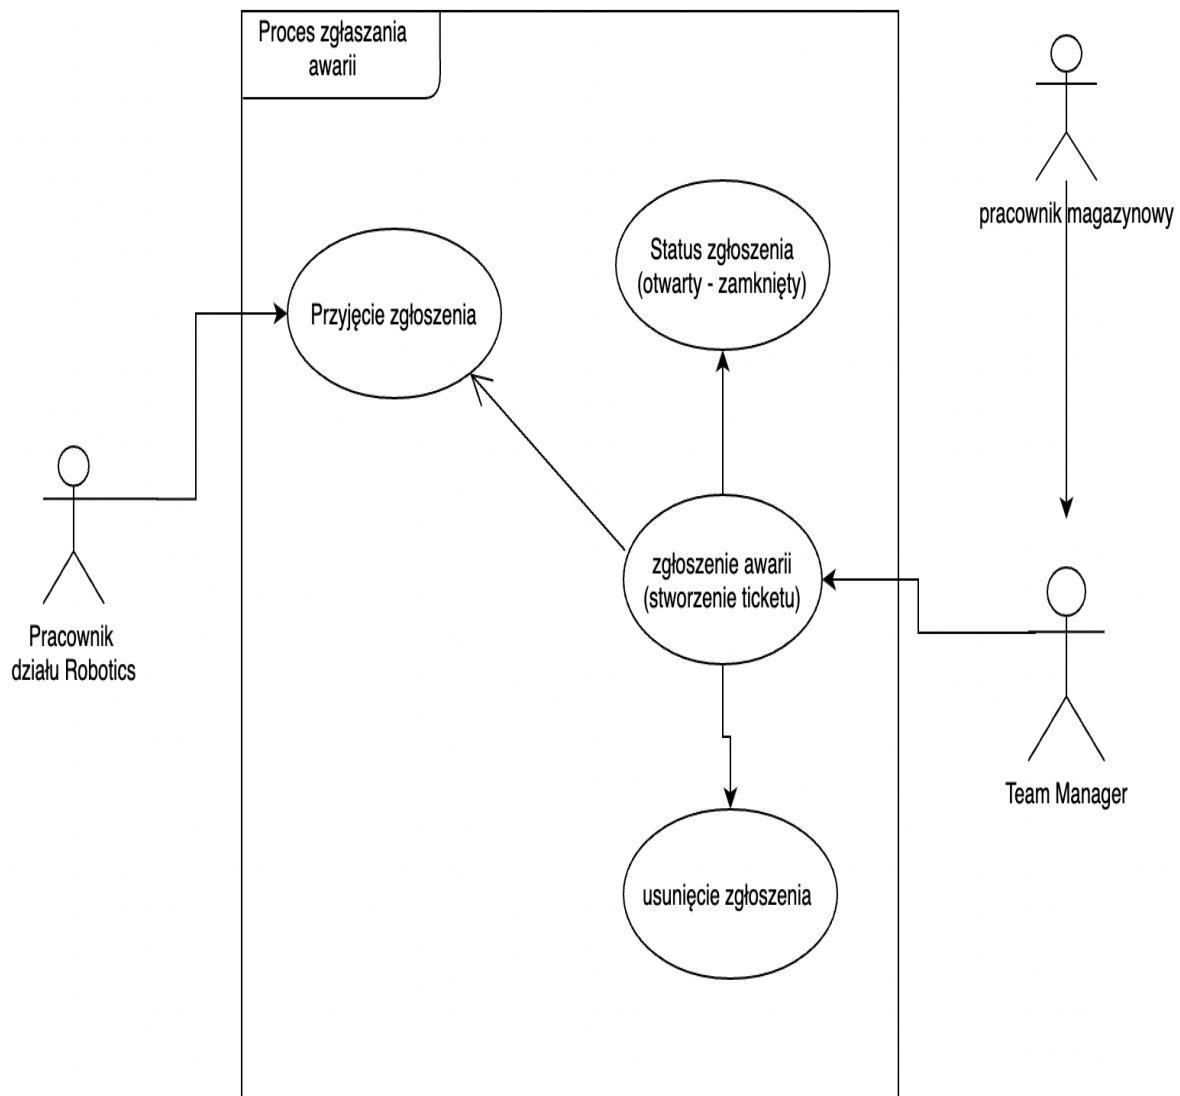 Proces zgłaszania
awarii
pracownik magazynowy
Status zgłoszenia
(otwarty - zamknięty)
Przyjęcie zgłoszenia
zgłoszenie awarii
(stworzenie ticketu)
Pracownik
działu Robotics
Team Manager
usunięcie zgłoszenia